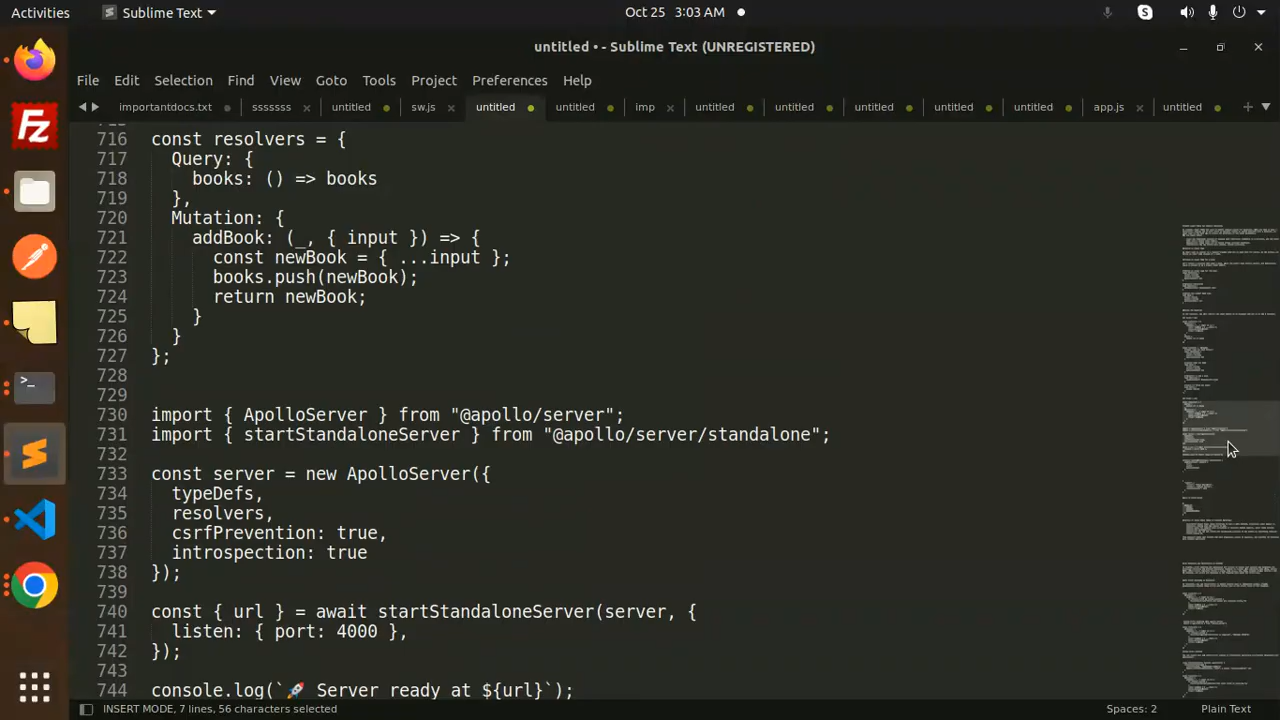 Activities Sublime Text Oct 25 3:03 AM
untitled • - Sublime Text (UNREGISTERED)
File Edit Selection Find View Goto Tools Project Preferences Help
importantdocs.txt sssssss untitled sw.js untitled untitled imp untitled untitled untitled untitled untitled app.js untitled
716 const resolvers = {
717 Query: {
718 books: () => books
719 },
720 Mutation: {
721 addBook: (_, { input }) => {
722 const newBook = { ...input };
723 books.push(newBook);
724 return newBook;
725 }
726 }
727 };
728
729
730 import { ApolloServer } from "@apollo/server";
731 import { startStandaloneServer } from "@apollo/server/standalone";
732
733 const server = new ApolloServer({
734 typeDefs,
735 resolvers,
736 csrfPrevention: true,
737 introspection: true
738 });
739
740 const { url } = await startStandaloneServer(server, {
741 listen: { port: 4000 },
742 });
743
744 console.log(`🚀 Server ready at ${url}`);
INSERT MODE, 7 lines, 56 characters selected Spaces: 2 Plain Text